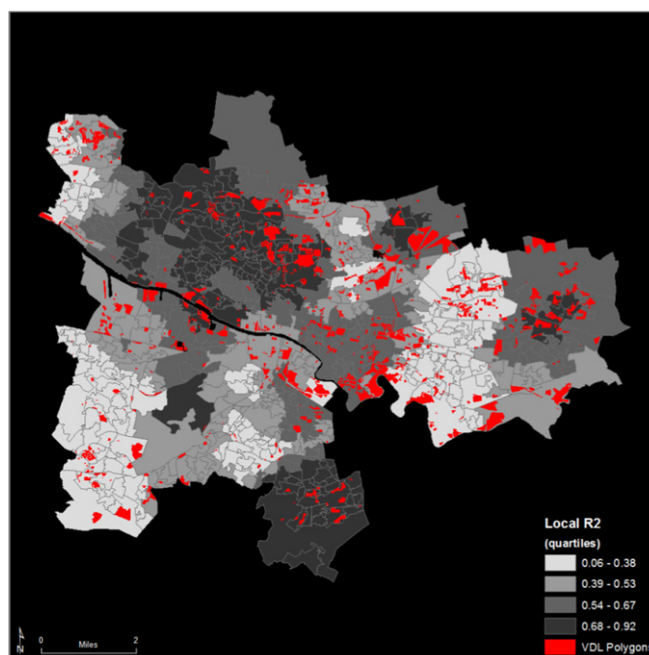 Local R2
(quartiles)
0.06 - 0.38
0.39 - 0.53
0.54 - 0.67
0.68 - 0.92
VDL Polygons
N
0
2
Miles